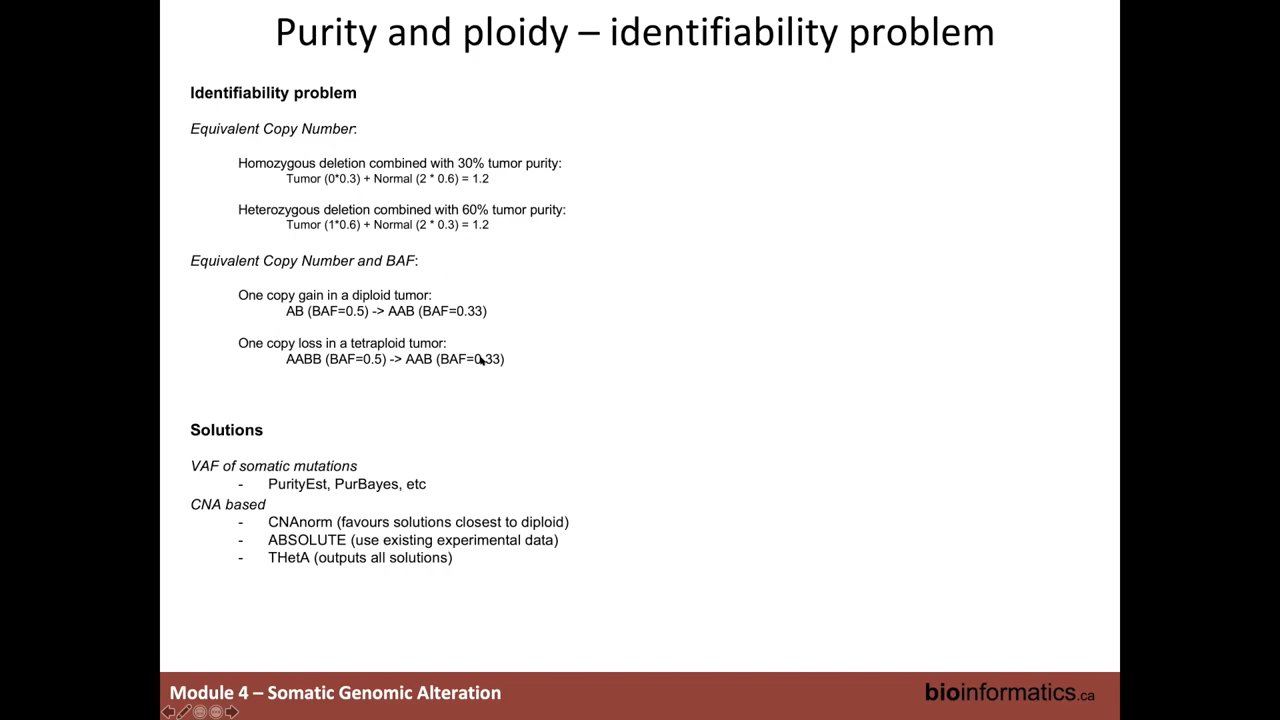 Purity and ploidy – identifiability problem
Identifiability problem
Equivalent Copy Number:
Homozygous deletion combined with 30% tumor purity:
Tumor (0*0.3) + Normal (2 * 0.6) = 1.2
Heterozygous deletion combined with 60% tumor purity:
Tumor (1*0.6) + Normal (2 * 0.3) = 1.2
Equivalent Copy Number and BAF:
One copy gain in a diploid tumor:
AB (BAF=0.5) -> AAB (BAF=0.33)
One copy loss in a tetraploid tumor:
AABB (BAF=0.5) -> AAB (BAF=0.33)
Solutions
VAF of somatic mutations
- PurityEst, PurBayes, etc
CNA based
- CNAnorm (favours solutions closest to diploid)
- ABSOLUTE (use existing experimental data)
- THetA (outputs all solutions)
Module 4 – Somatic Genomic Alteration
bioinformatics.ca